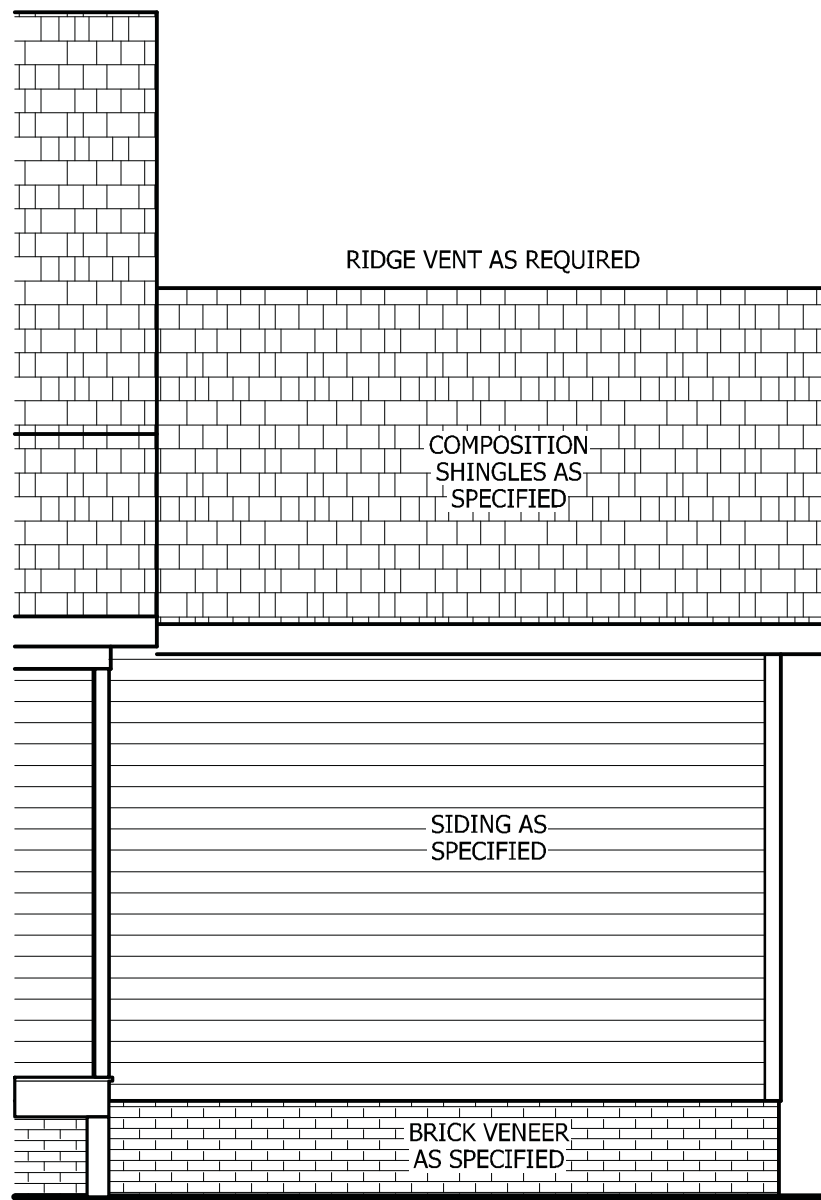 RIDGE VENT AS REQUIRED
COMPOSITION
SHINGLES AS
SPECIFIED
SIDING AS
SPECIFIED
BRICK VENEER
AS SPECIFIED